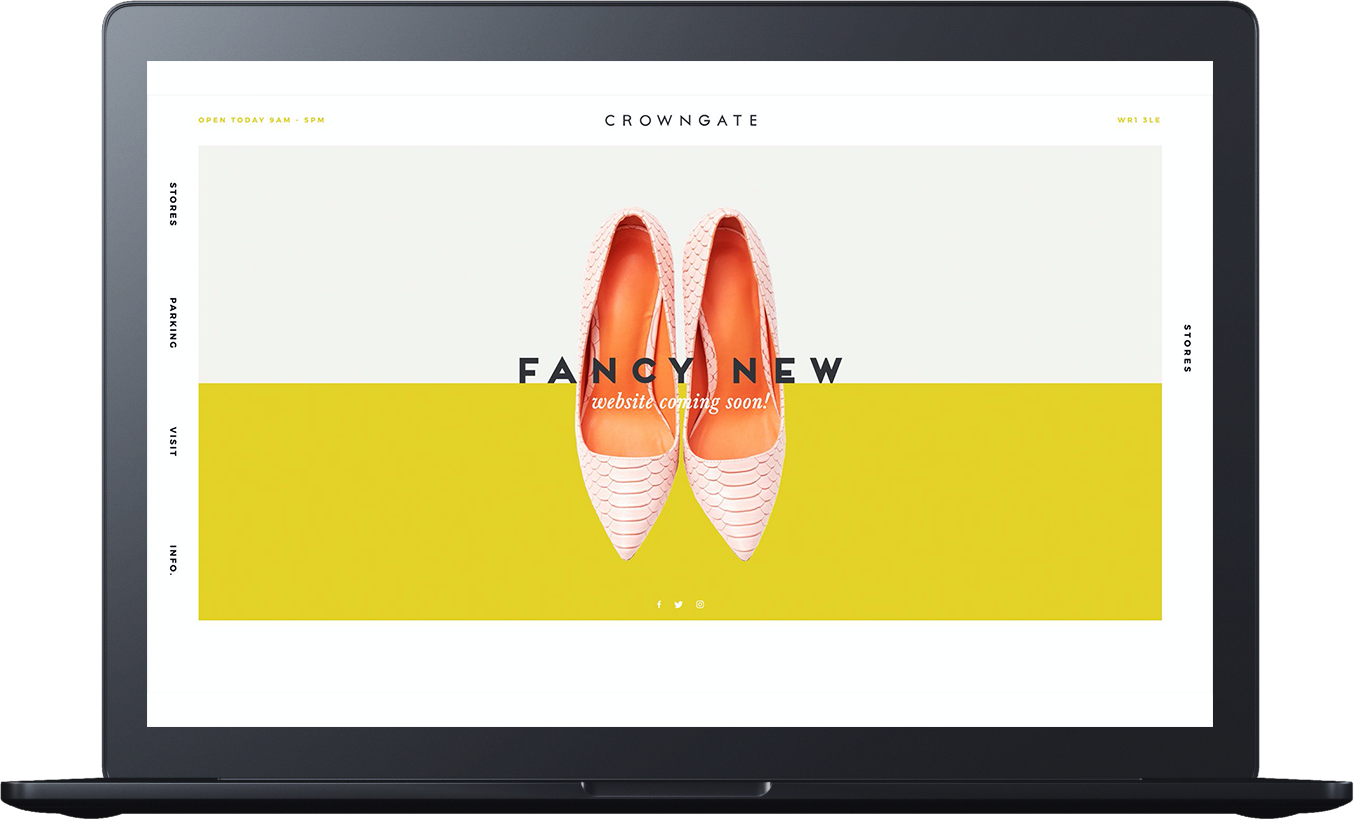 OPEN TODAY 9AM - 5PM
CROWNGATE
WR1 3LE
STORES
PARKING
VISIT
INFO.
FANCY NEW
website coming soon!
STORES